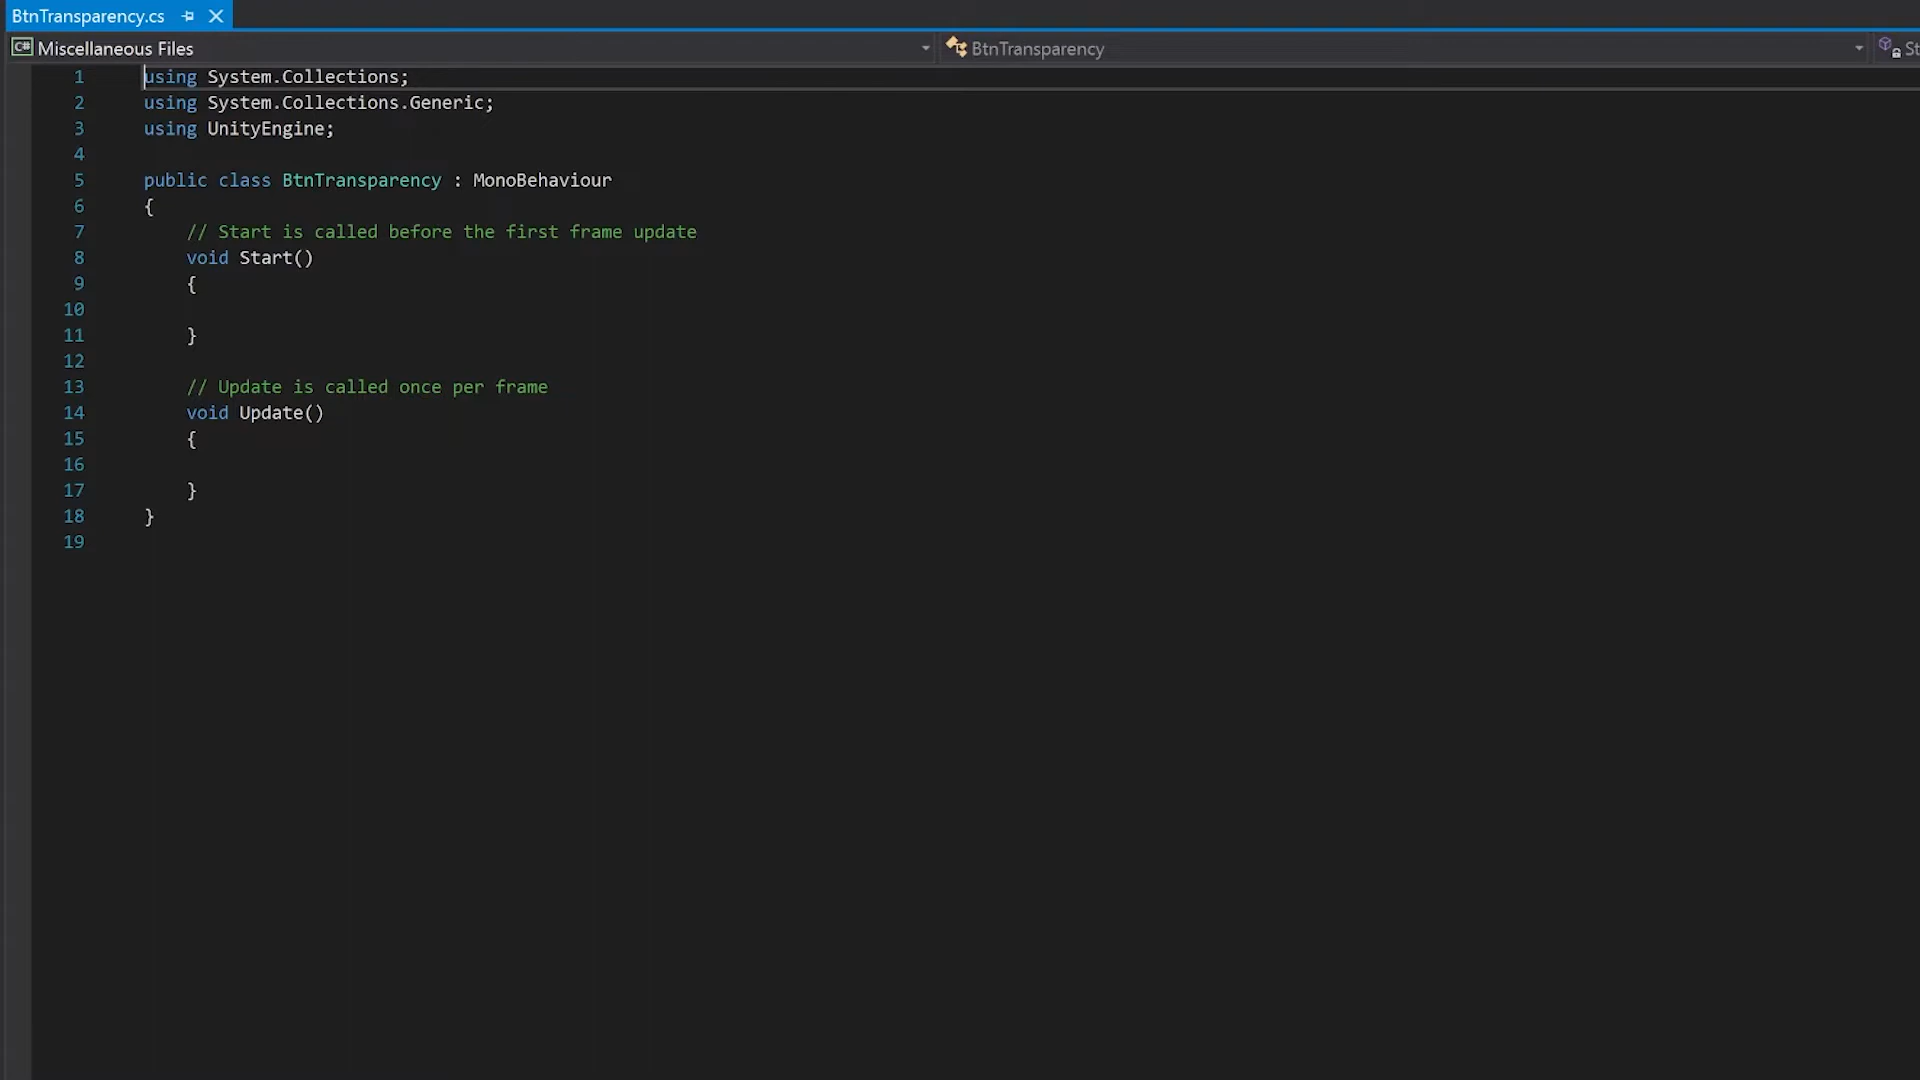 BtnTransparency.cs
C# Miscellaneous Files BtnTransparency St
1 using System.Collections;
2 using System.Collections.Generic;
3 using UnityEngine;
4
5 public class BtnTransparency : MonoBehaviour
6 {
7 // Start is called before the first frame update
8 void Start()
9 {
10
11 }
12
13 // Update is called once per frame
14 void Update()
15 {
16
17 }
18 }
19